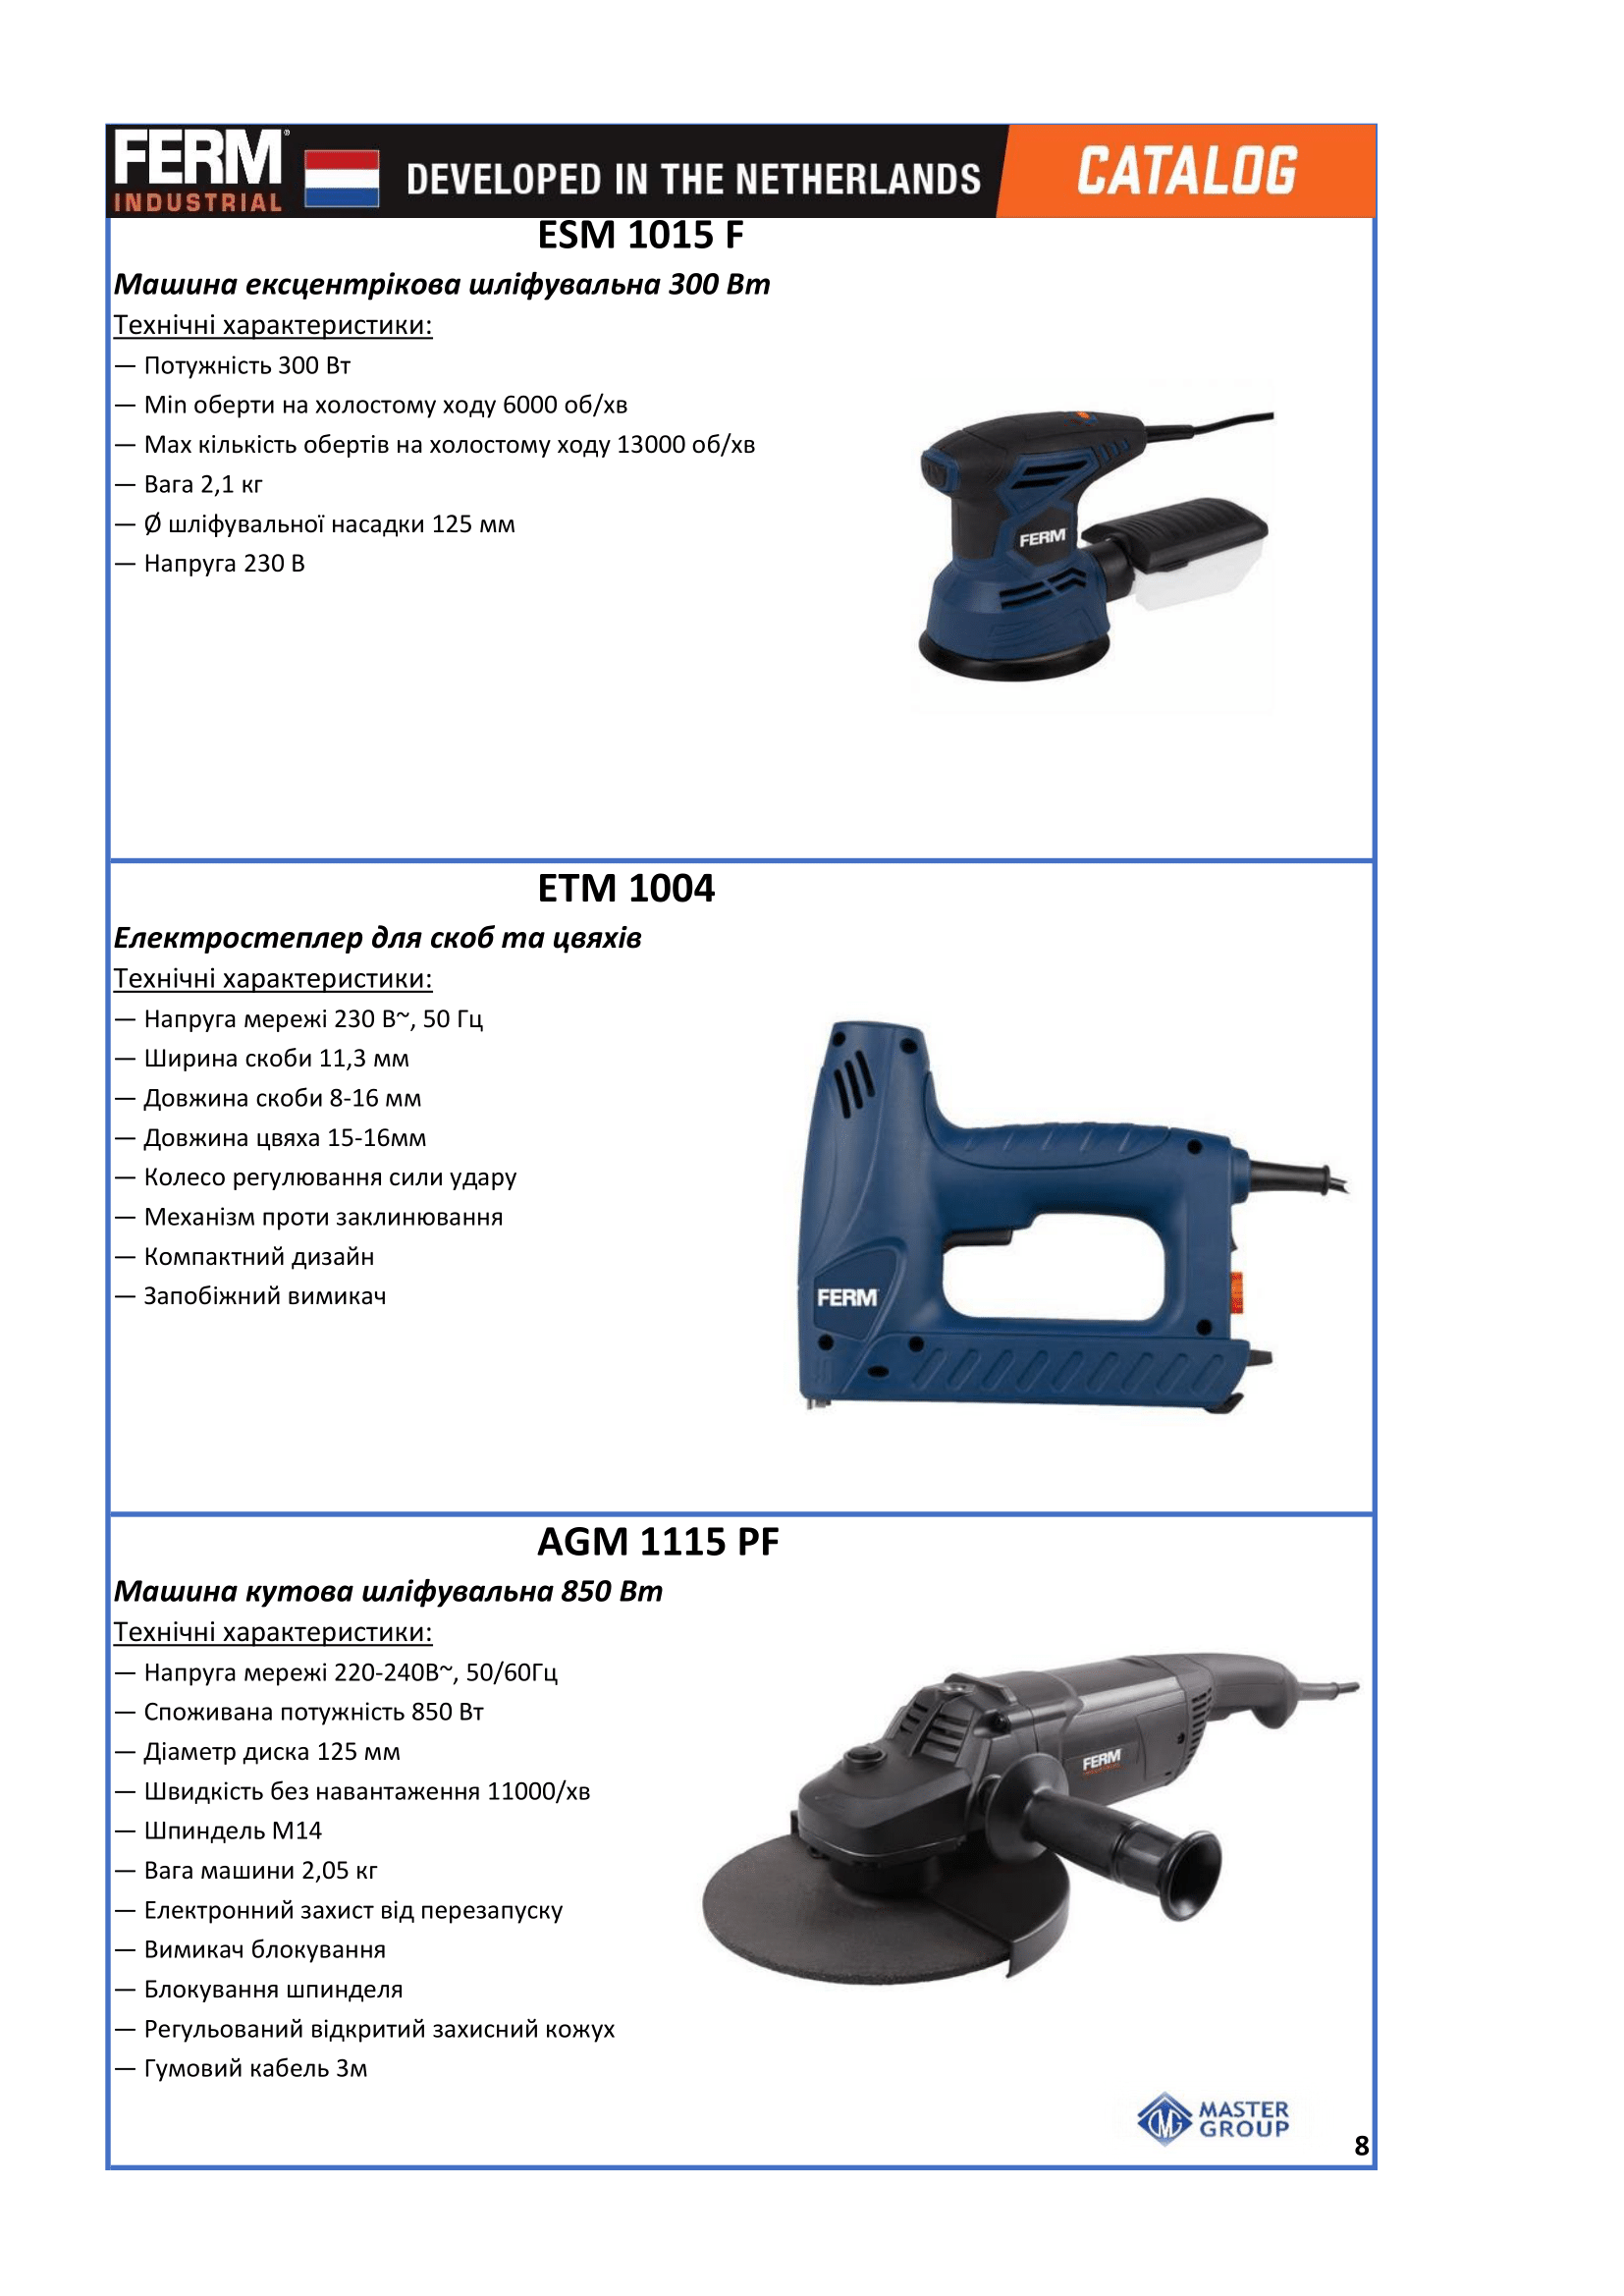 FERM®
INDUSTRIAL
DEVELOPED IN THE NETHERLANDS
CATALOG
ESM 1015 F
Машина ексцентрікова шліфувальна 300 Вт
Технічні характеристики:
— Потужність 300 Вт
— Min оберти на холостому ходу 6000 об/хв
— Max кількість обертів на холостому ходу 13000 об/хв
— Вага 2,1 кг
— Ø шліфувальної насадки 125 мм
— Напруга 230 В
FERM
ETM 1004
Електростеплер для скоб та цвяхів
Технічні характеристики:
— Напруга мережі 230 В~, 50 Гц
— Ширина скоби 11,3 мм
— Довжина скоби 8-16 мм
— Довжина цвяха 15-16мм
— Колесо регулювання сили удару
— Механізм проти заклинювання
— Компактний дизайн
— Запобіжний вимикач
FERM
AGM 1115 PF
Машина кутова шліфувальна 850 Вт
Технічні характеристики:
— Напруга мережі 220-240В~, 50/60Гц
— Споживана потужність 850 Вт
— Діаметр диска 125 мм
— Швидкість без навантаження 11000/хв
— Шпиндель М14
— Вага машини 2,05 кг
— Електронний захист від перезапуску
— Вимикач блокування
— Блокування шпинделя
— Регульований відкритий захисний кожух
— Гумовий кабель 3м
FERM
MG
MASTER
GROUP
8